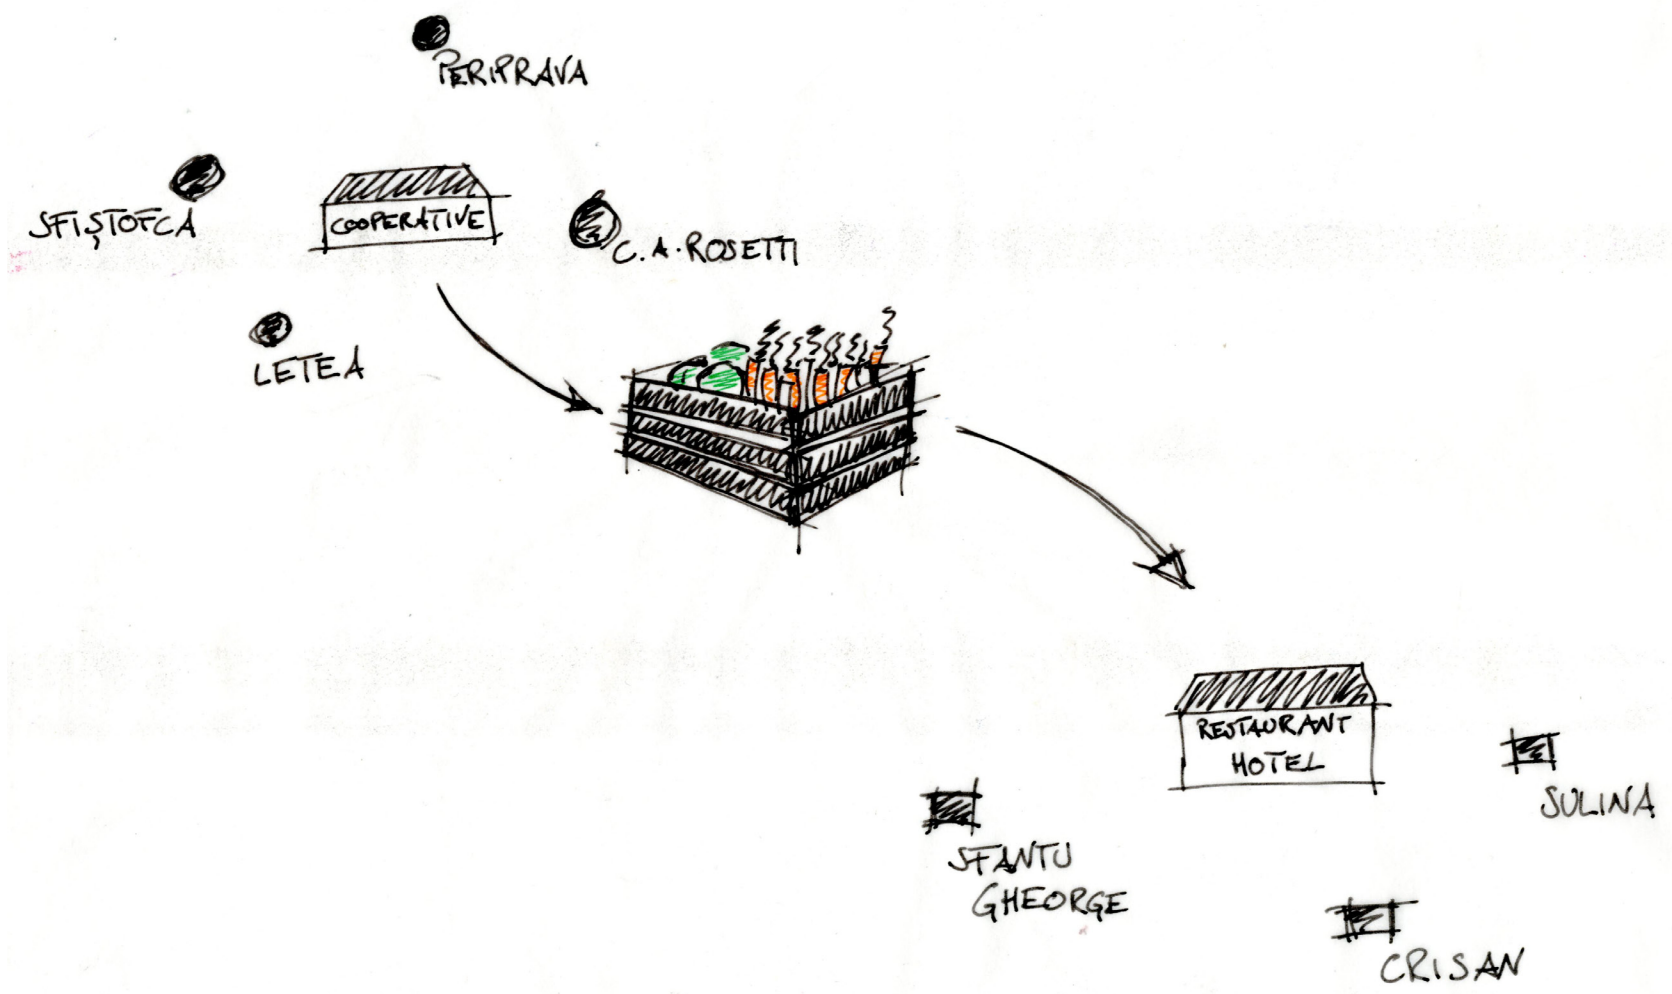 PERIPRAVA
SFIȘTOFCA
COOPERATIVE
C.A. ROSETTI
LETEA
RESTAURANT
HOTEL
SULINA
SFANTU
GHEORGE
CRISAN